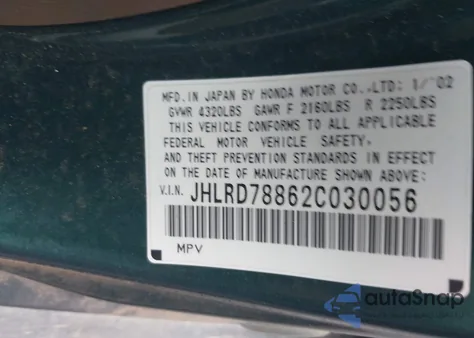 MFD. IN JAPAN BY HONDA MOTOR CO.,LTD: 1/'02
GVWR 4320LBS GAWR F 2160LBS R 2250LBS
THIS VEHICLE CONFORMS TO ALL APPLICABLE
FEDERAL MOTOR VEHICLE SAFETY,
AND THEFT PREVENTION STANDARDS IN EFFECT
ON THE DATE OF MANUFACTURE SHOWN ABOVE:
V.I.N. JHLRD78862C030056
MPV
autoSnap